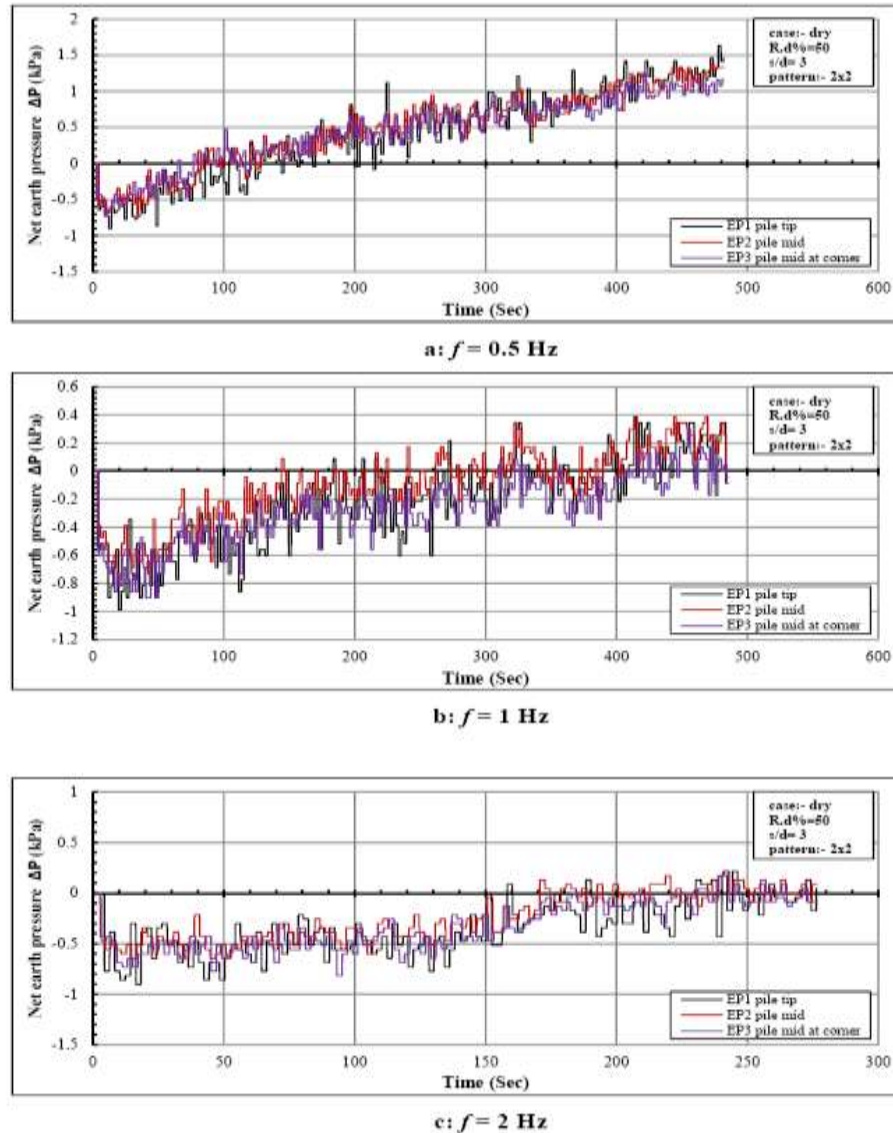 2
1.5
1
0.5
0
-0.5
-1
-1.5
Net earth pressure ΔP (kPa)
case:- dry
R.d%=50
s/d= 3
pattern:- 2x2
EP1 pile tip
EP2 pile mid
EP3 pile mid at corner
0 100 200 300 400 500 600
Time (Sec)
a: f = 0.5 Hz
0.6
0.4
0.2
0
-0.2
-0.4
-0.6
-0.8
-1
-1.2
Net earth pressure ΔP (kPa)
case:- dry
R.d%=50
s/d= 3
pattern:- 2x2
EP1 pile tip
EP2 pile mid
EP3 pile mid at corner
0 100 200 300 400 500 600
Time (Sec)
b: f = 1 Hz
1
0.5
0
-0.5
-1
-1.5
Net earth pressure ΔP (kPa)
case:- dry
R.d%=50
s/d= 3
pattern:- 2x2
EP1 pile tip
EP2 pile mid
EP3 pile mid at corner
0 50 100 150 200 250 300
Time (Sec)
c: f = 2 Hz